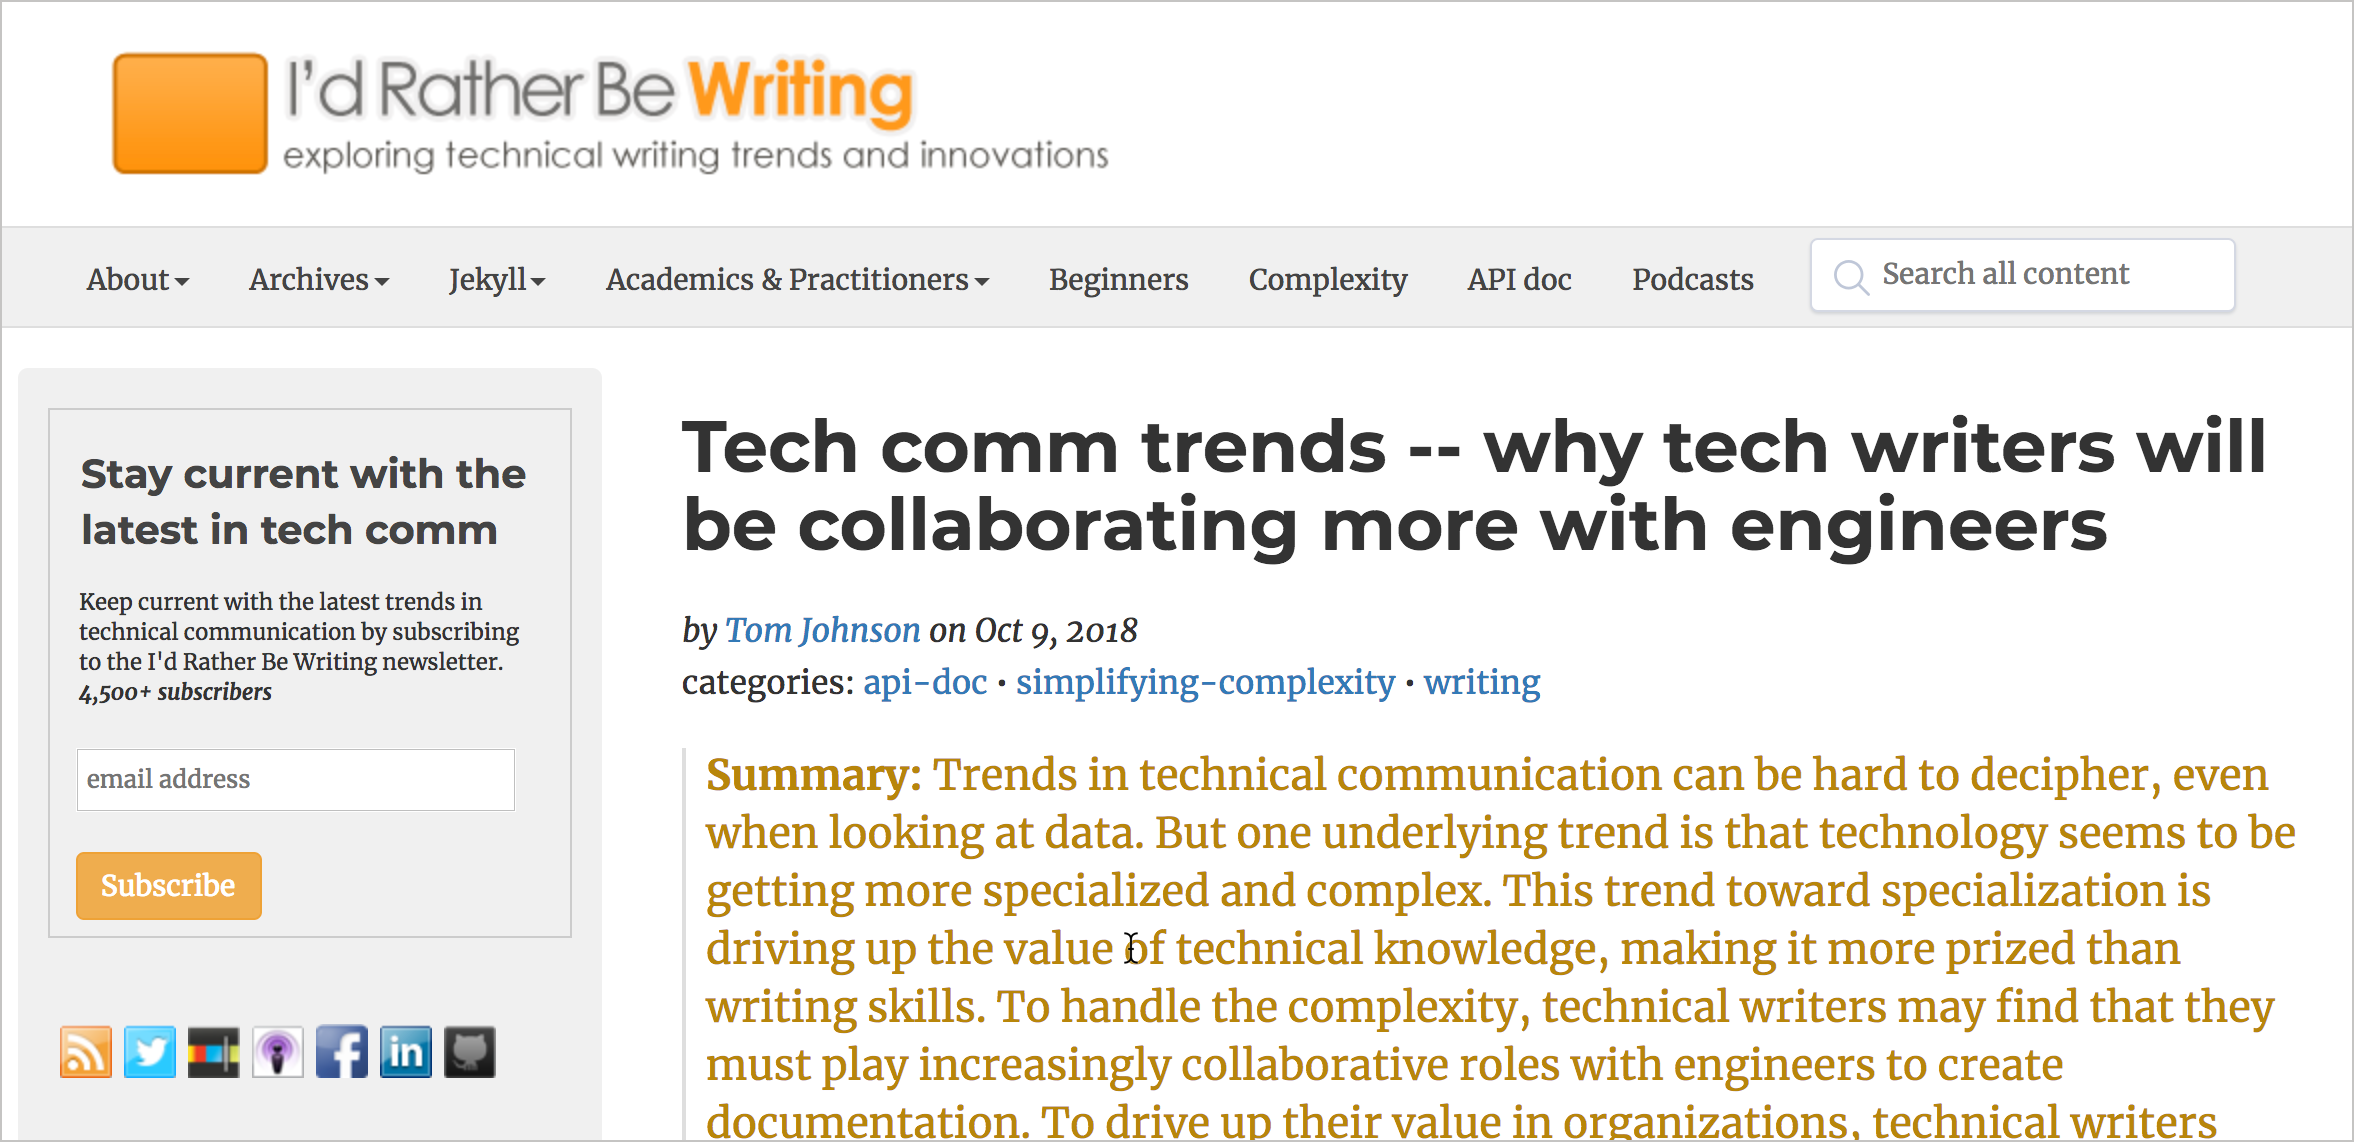 I'd Rather Be Writing
exploring technical writing trends and innovations
About
Archives
Jekyll
Academics & Practitioners
Beginners
Complexity
API doc
Podcasts
Search all content
Stay current with the
latest in tech comm
Keep current with the latest trends in
technical communication by subscribing
to the I'd Rather Be Writing newsletter.
4,500+ subscribers
email address
Subscribe
in
Tech comm trends -- why tech writers will
be collaborating more with engineers
by Tom Johnson on Oct 9, 2018
categories: api-doc • simplifying-complexity • writing
Summary: Trends in technical communication can be hard to decipher, even
when looking at data. But one underlying trend is that technology seems to be
getting more specialized and complex. This trend toward specialization is
driving up the value of technical knowledge, making it more prized than
writing skills. To handle the complexity, technical writers may find that they
must play increasingly collaborative roles with engineers to create
documentation. To drive up their value in organizations, technical writers